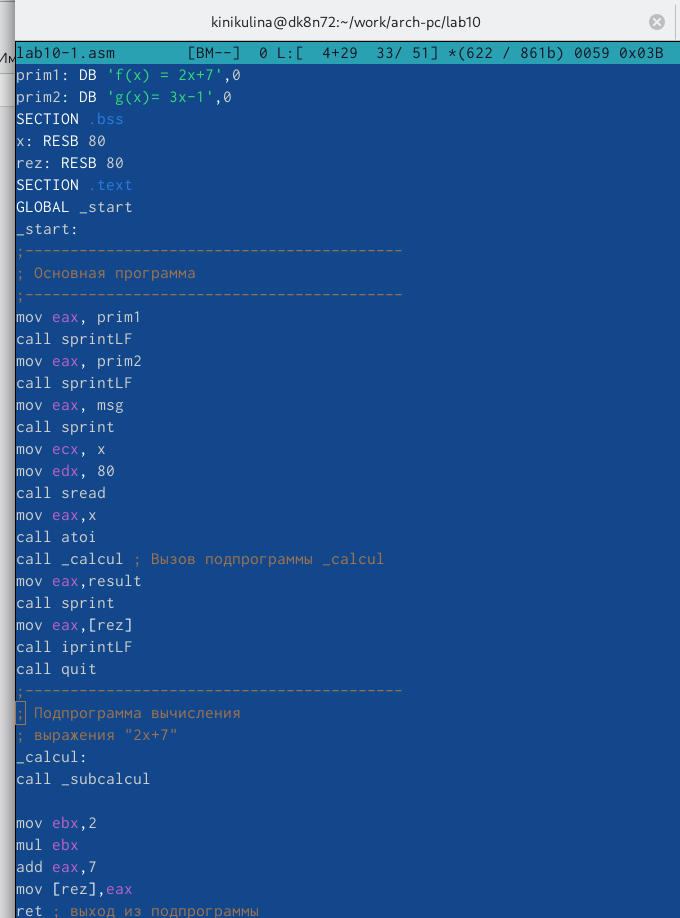 kinikulina@dk8n72:~/work/arch-pc/lab10
lab10-1.asm [BM--] 0 L:[ 4+29 33/ 51] *(622 / 861b) 0059 0x03B
prim1: DB 'f(x) = 2x+7',0
prim2: DB 'g(x)= 3x-1',0
SECTION .bss
x: RESB 80
rez: RESB 80
SECTION .text
GLOBAL _start
_start:
;------------------------------------------
; Основная программа
;------------------------------------------
mov eax, prim1
call sprintLF
mov eax, prim2
call sprintLF
mov eax, msg
call sprint
mov ecx, x
mov edx, 80
call sread
mov eax,x
call atoi
call _calcul ; Вызов подпрограммы _calcul
mov eax,result
call sprint
mov eax,[rez]
call iprintLF
call quit
;------------------------------------------
; Подпрограмма вычисления
; выражения "2x+7"
_calcul:
call _subcalcul
mov ebx,2
mul ebx
add eax,7
mov [rez],eax
ret ; выход из подпрограммы